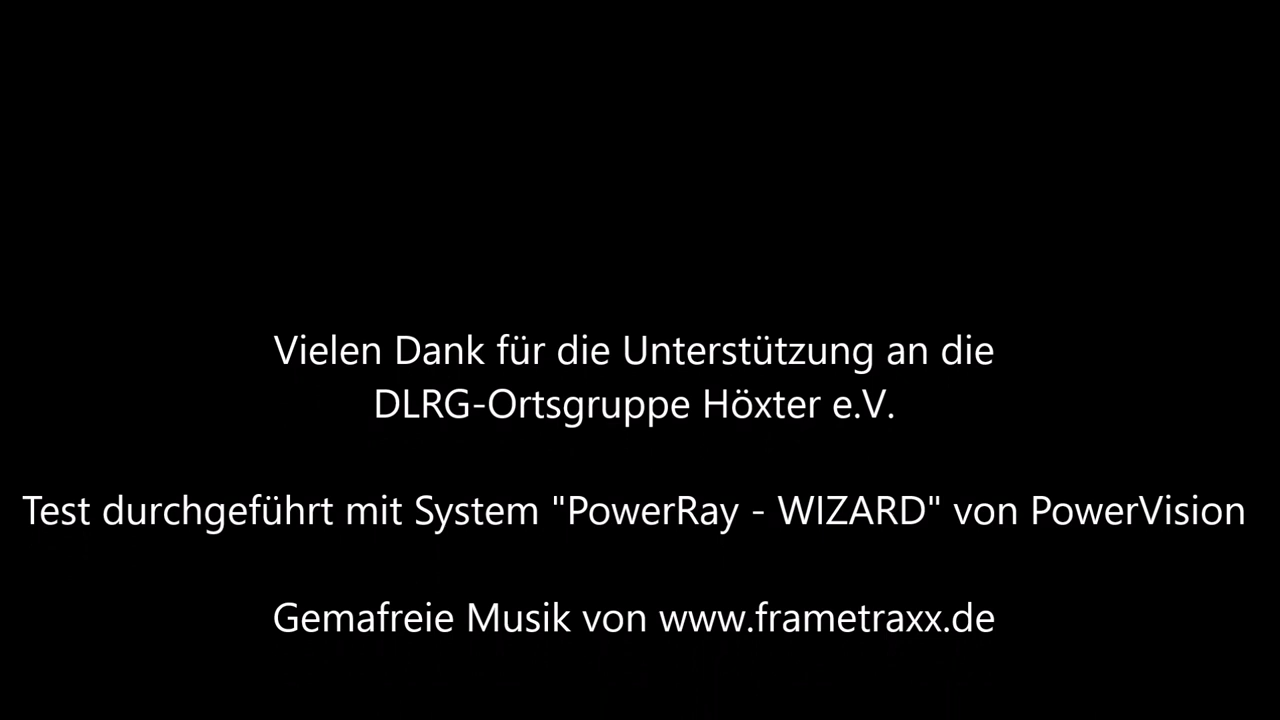 Vielen Dank für die Unterstützung an die
DLRG-Ortsgruppe Höxter e.V.
Test durchgeführt mit System "PowerRay - WIZARD" von PowerVision
Gemafreie Musik von www.frametraxx.de